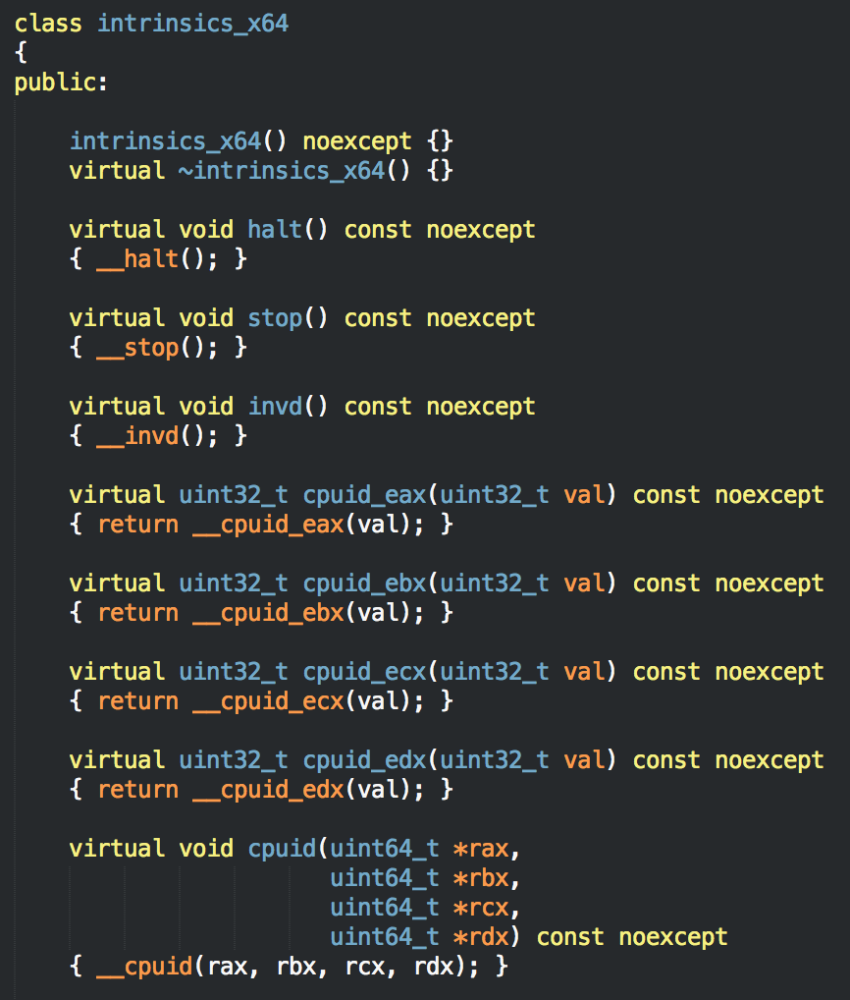 class intrinsics_x64
{
public:

    intrinsics_x64() noexcept {}
    virtual ~intrinsics_x64() {}

    virtual void halt() const noexcept
    { __halt(); }

    virtual void stop() const noexcept
    { __stop(); }

    virtual void invd() const noexcept
    { __invd(); }

    virtual uint32_t cpuid_eax(uint32_t val) const noexcept
    { return __cpuid_eax(val); }

    virtual uint32_t cpuid_ebx(uint32_t val) const noexcept
    { return __cpuid_ebx(val); }

    virtual uint32_t cpuid_ecx(uint32_t val) const noexcept
    { return __cpuid_ecx(val); }

    virtual uint32_t cpuid_edx(uint32_t val) const noexcept
    { return __cpuid_edx(val); }

    virtual void cpuid(uint64_t *rax,
                       uint64_t *rbx,
                       uint64_t *rcx,
                       uint64_t *rdx) const noexcept
    { __cpuid(rax, rbx, rcx, rdx); }